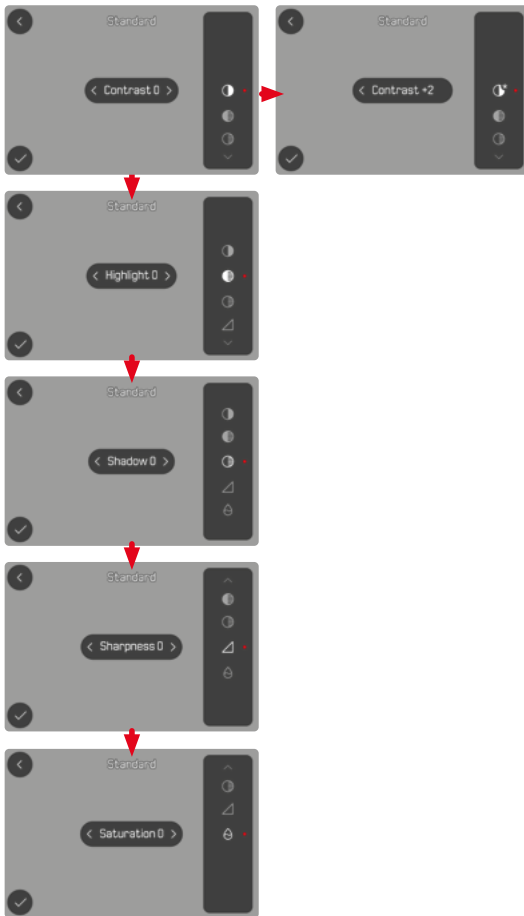 Standard
Contrast 0
Standard
Contrast +2
Standard
Highlight 0
Standard
Shadow 0
Standard
Sharpness 0
Standard
Saturation 0